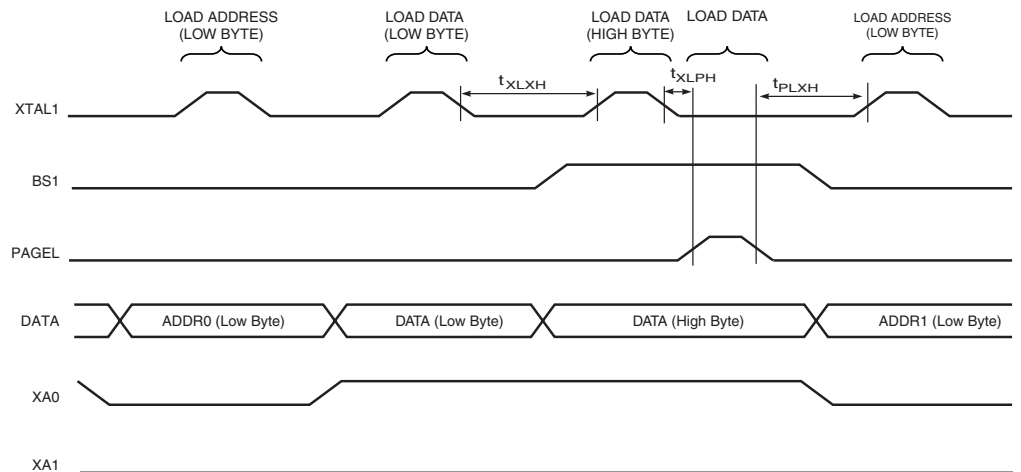 LOAD ADDRESS
(LOW BYTE)
LOAD DATA
(LOW BYTE)
LOAD DATA
(HIGH BYTE)
LOAD DATA
LOAD ADDRESS
(LOW BYTE)
tXLXH
tXLPH
tPLXH
XTAL1
BS1
PAGEL
DATA
ADDR0 (Low Byte)
DATA (Low Byte)
DATA (High Byte)
ADDR1 (Low Byte)
XA0
XA1